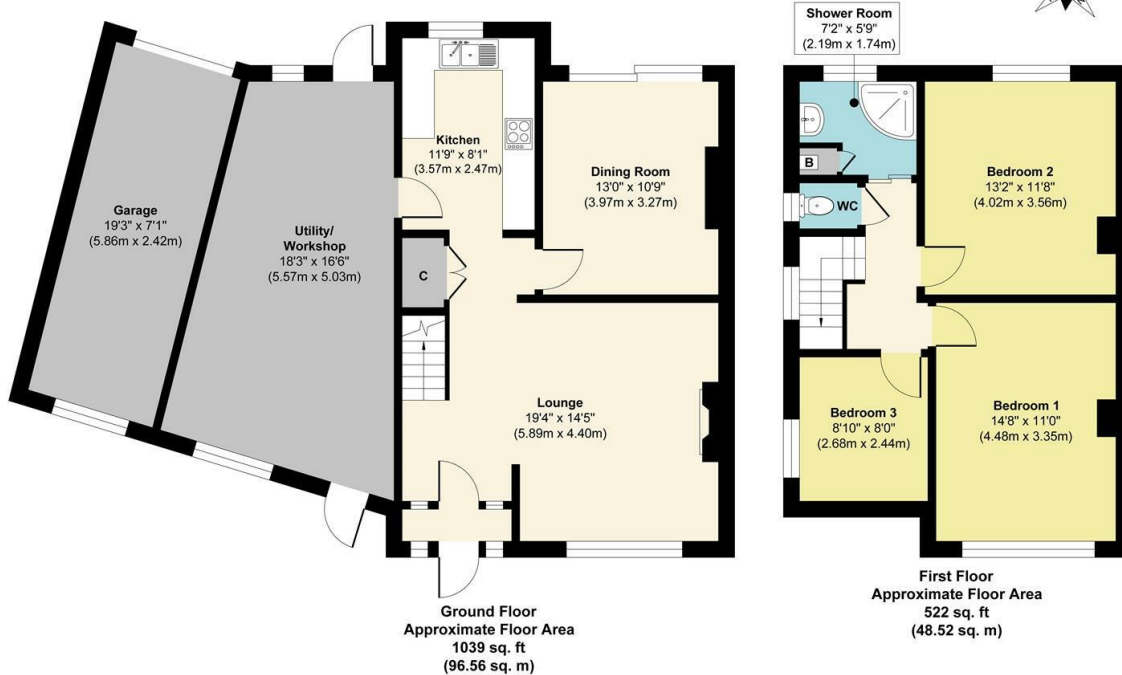 Garage
19'3" x 7'1"
(5.86m x 2.42m)
Utility/
Workshop
18'3" x 16'6"
(5.57m x 5.03m)
Kitchen
11'9" x 8'1"
(3.57m x 2.47m)
Dining Room
13'0" x 10'9"
(3.97m x 3.27m)
C
Lounge
19'4" x 14'5"
(5.89m x 4.40m)
Ground Floor
Approximate Floor Area
1039 sq. ft
(96.56 sq. m)
Shower Room
7'2" x 5'9"
(2.19m x 1.74m)
B
WC
Bedroom 2
13'2" x 11'8"
(4.02m x 3.56m)
Bedroom 3
8'10" x 8'0"
(2.68m x 2.44m)
Bedroom 1
14'8" x 11'0"
(4.48m x 3.35m)
First Floor
Approximate Floor Area
522 sq. ft
(48.52 sq. m)